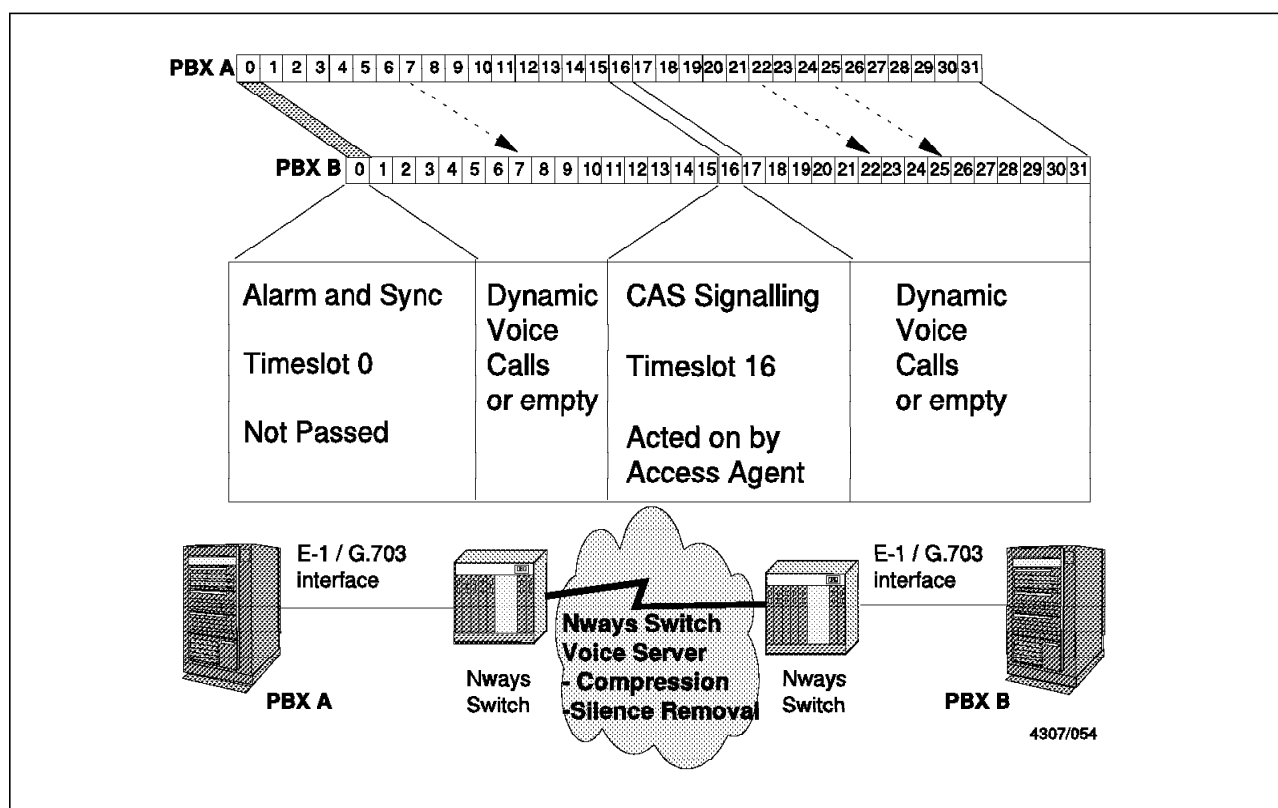 PBX A 0 1 2 3 4 5 6 7 8 9 10 11 12 13 14 15 16 17 18 19 20 21 22 23 24 25 26 27 28 29 30 31
PBX B 0 1 2 3 4 5 6 7 8 9 10 11 12 13 14 15 16 17 18 19 20 21 22 23 24 25 26 27 28 29 30 31
Alarm and Sync
Timeslot 0
Not Passed
Dynamic
Voice
Calls
or empty
CAS Signalling
Timeslot 16
Acted on by
Access Agent
Dynamic
Voice
Calls
or empty
E-1 / G.703
interface
E-1 / G.703
interface
Nways Switch
Voice Server
- Compression
-Silence Removal
PBX A
Nways
Switch
Nways
Switch
PBX B
4307/054